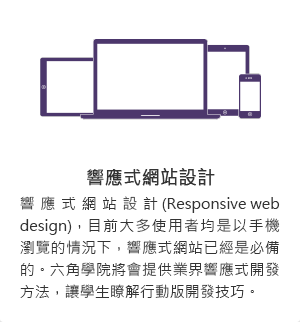 響應式網站設計
響應式網站設計(Responsive web
design)，目前大多使用者均是以手機
瀏覽的情況下，響應式網站已經是必備
的。六角學院將會提供業界響應式開發
方法，讓學生瞭解行動版開發技巧。